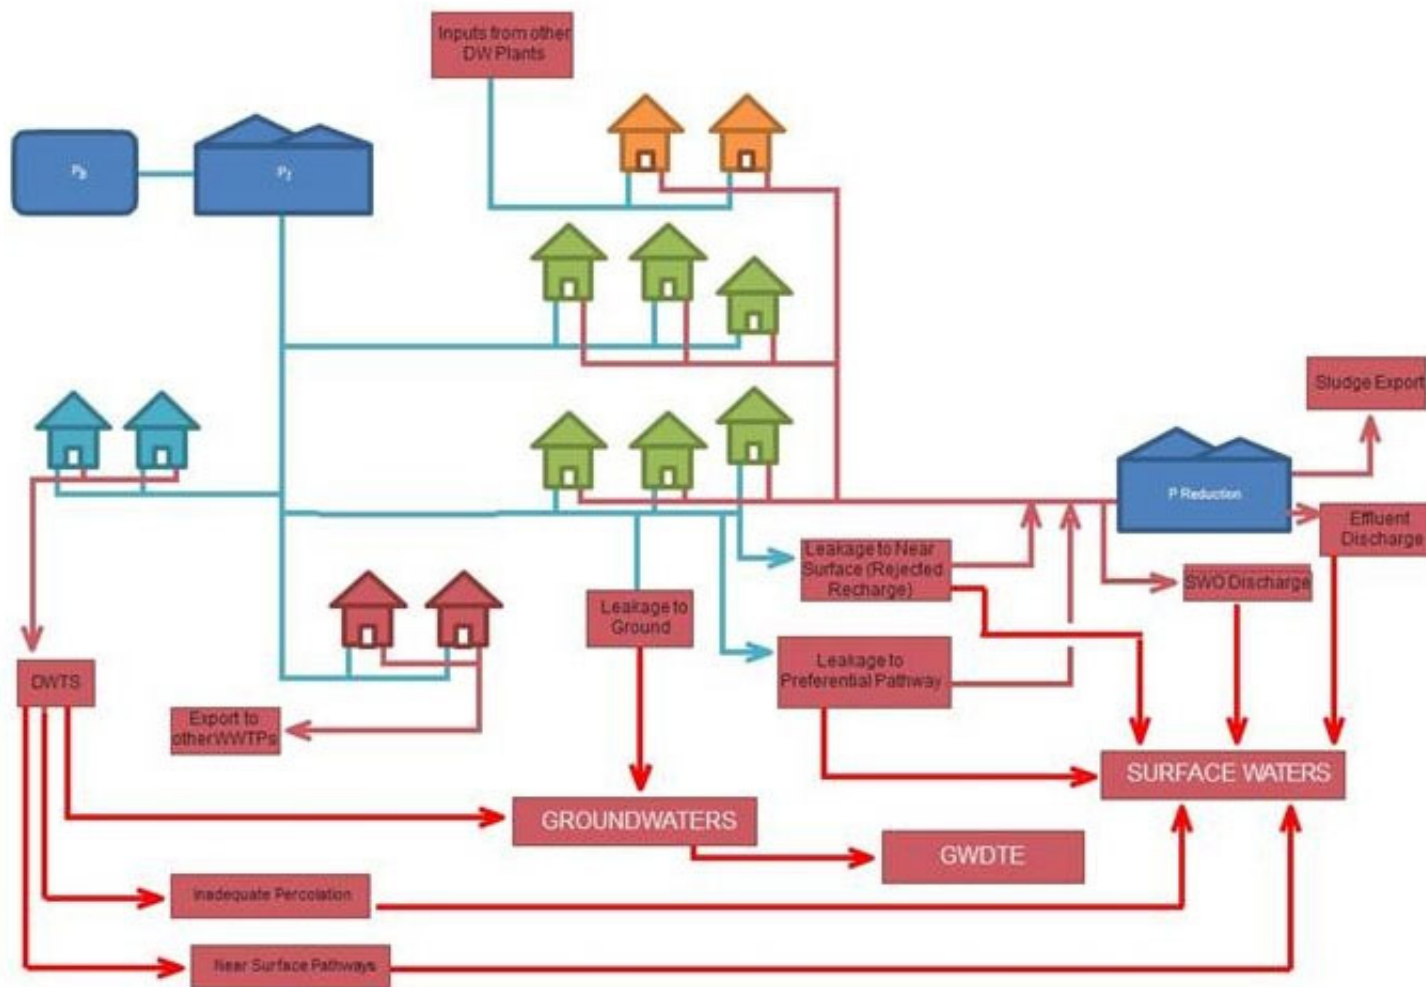 Inputs from other
DW Plants
P₁
Sludge Export
P Reduction
Effluent
Discharge
Leakage to Near
Surface (Rejected
Recharge)
SWO Discharge
Leakage to
Ground
Leakage to
Preferential Pathway
DWTS
Export to
other WWTPs
SURFACE WATERS
GROUNDWATERS
GWDTE
Inadequate Percolation
Near Surface Pathways